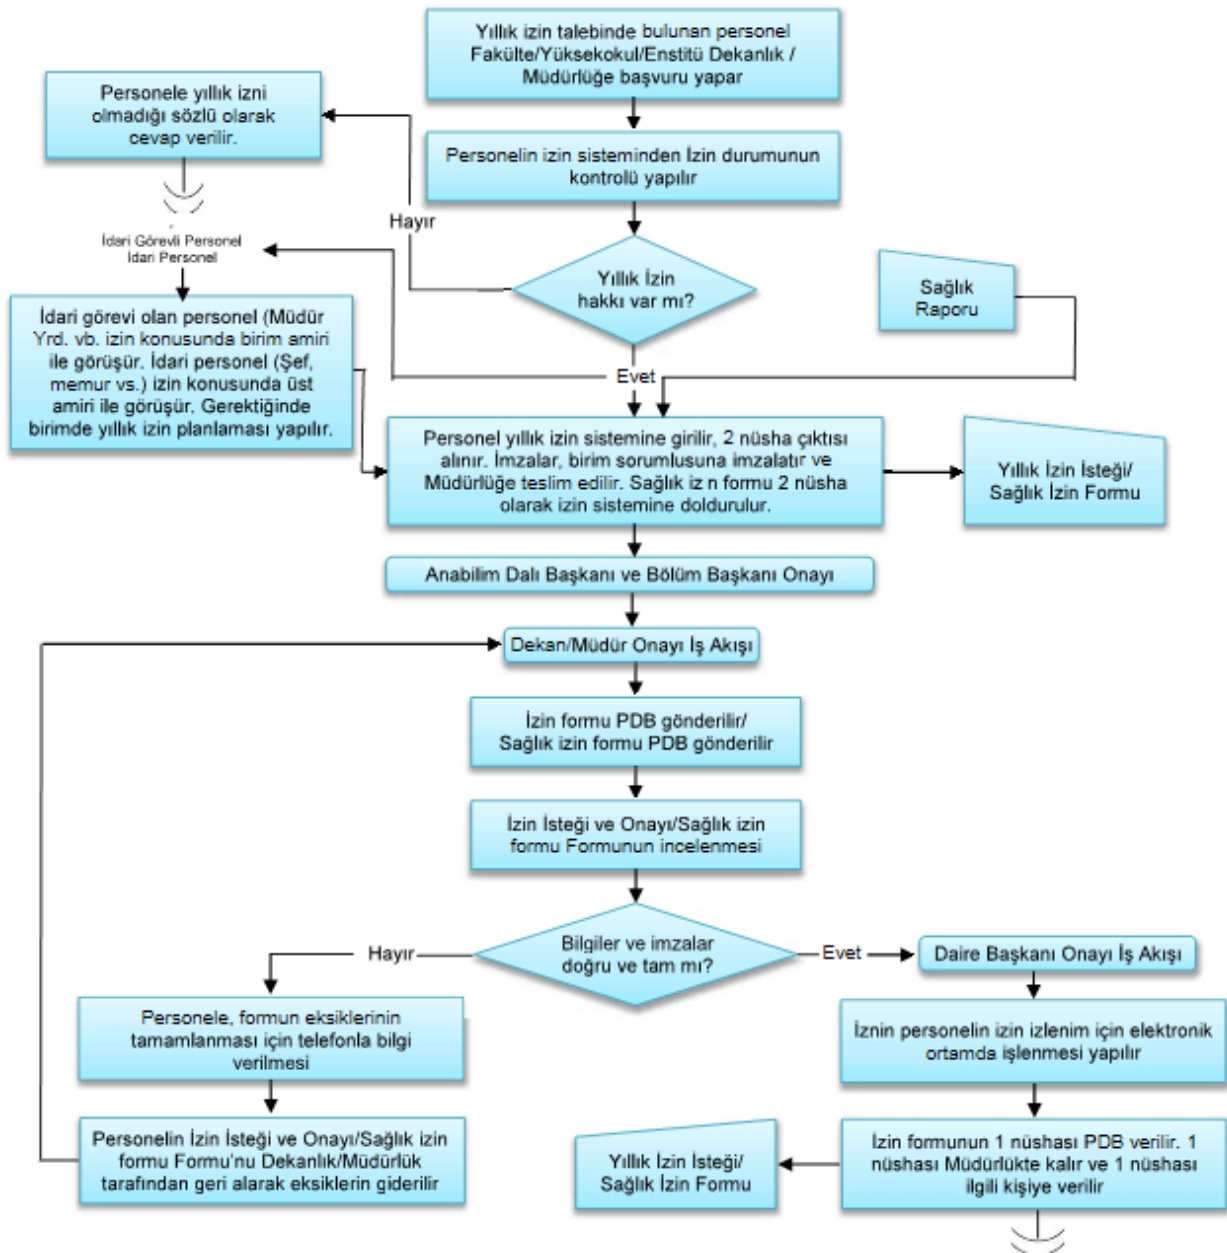 Yıllık izin talebinde bulunan personel
Fakülte/Yüksekokul/Enstitü Dekanlık /
Müdürlüğe başvuru yapar
Personele yıllık izni
olmadığı sözlü olarak
cevap verilir.
Personelin izin sisteminden İzin durumunun
kontrolü yapılır
Hayır
İdari Görevli Personel
İdari Personel
Yıllık İzin
hakkı var mı?
Sağlık
Raporu
İdari görevi olan personel (Müdür
Yrd. vb. izin konusunda birim amiri
ile görüşür. İdari personel (Şef,
memur vs.) izin konusunda üst
amiri ile görüşür. Gerektiğinde
birimde yıllık izin planlaması yapılır.
Evet
Personel yıllık izin sistemine girilir, 2 nüsha çıktısı
alınır. İmzalar, birim sorumlusuna imzalatır ve
Müdürlüğe teslim edilir. Sağlık iz n formu 2 nüsha
olarak izin sistemine doldurulur.
Yıllık İzin İsteği/
Sağlık İzin Formu
Anabilim Dalı Başkanı ve Bölüm Başkanı Onayı
Dekan/Müdür Onayı İş Akışı
İzin formu PDB gönderilir/
Sağlık izin formu PDB gönderilir
İzin İsteği ve Onayı/Sağlık izin
formu Formunun incelenmesi
Bilgiler ve imzalar
doğru ve tam mı?
Hayır
Evet
Daire Başkanı Onayı İş Akışı
Personele, formun eksiklerinin
tamamlanması için telefonla bilgi
verilmesi
İznin personelin izin izlenim için elektronik
ortamda işlenmesi yapılır
Personelin İzin İsteği ve Onayı/Sağlık izin
formu Formu'nu Dekanlık/Müdürlük
tarafından geri alarak eksiklerin giderilir
Yıllık İzin İsteği/
Sağlık İzin Formu
İzin formunun 1 nüshası PDB verilir. 1
nüshası Müdürlükte kalır ve 1 nüshası
ilgili kişiye verilir